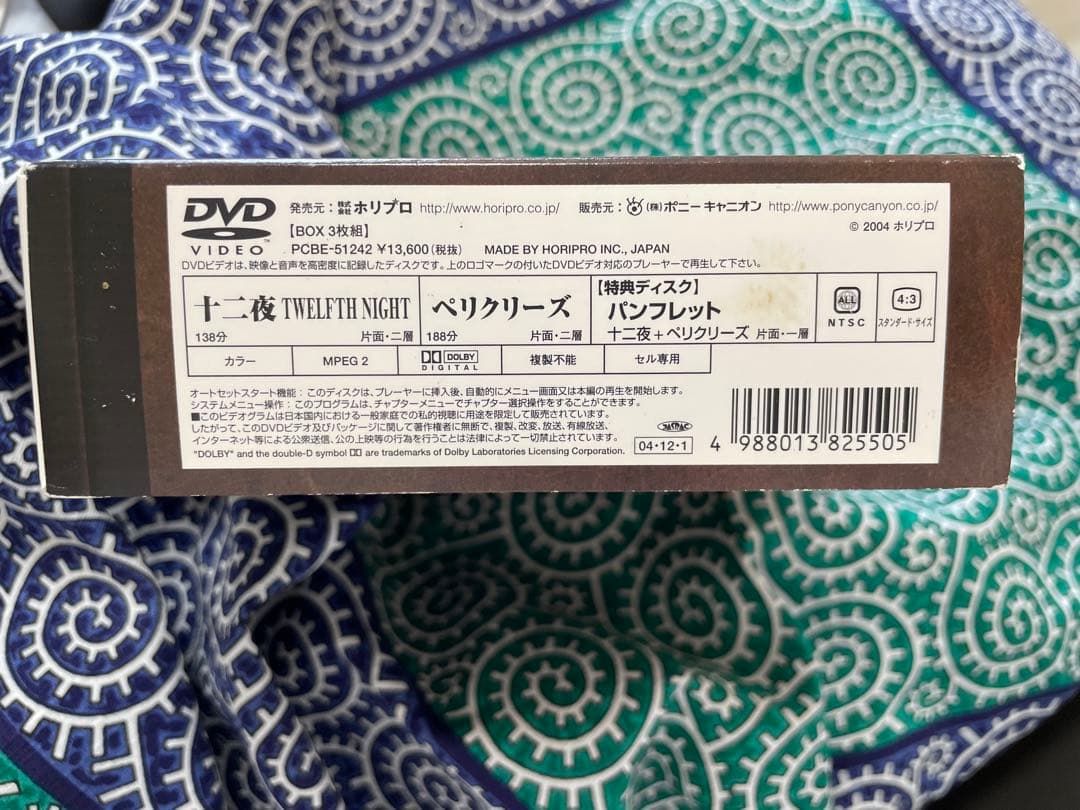 DVD VIDEO™
発売元：株式会社ホリプロ http://www.horipro.co.jp/ 販売元：(株)ポニーキャニオン http://www.ponycanyon.co.jp/
【BOX 3枚組】 © 2004 ホリプロ
PCBE-51242 ¥13,600(税抜) MADE BY HORIPRO INC., JAPAN
DVDビデオは、映像と音声を高密度に記録したディスクです。上のロゴマークの付いたDVDビデオ対応のプレーヤーで再生して下さい。
十二夜 TWELFTH NIGHT
138分 片面・二層
ペリクリーズ
188分 片面・二層
【特典ディスク】
パンフレット
十二夜+ペリクリーズ 片面・一層
ALL
NTSC
4:3
スタンダード・サイズ
カラー
MPEG 2
DOLBY
DIGITAL
複製不能
セル専用
オートセットスタート機能：このディスクは、プレーヤーに挿入後、自動的にメニュー画面又は本編の再生を開始します。
システムメニュー操作：このプログラムは、チャプターメニューでチャプター選択操作をすることができます。
■このビデオグラムは日本国内における一般家庭での私的視聴に用途を限定して販売されています。
したがって、このDVDビデオ及びパッケージに関して著作権者に無断で、複製、改変、放送、有線放送、
インターネット等による公衆送信、公の上映等の行為を行うことは法律によって一切禁止されています。
"DOLBY" and the double-D symbol are trademarks of Dolby Laboratories Licensing Corporation.
JASRAC
04・12・1
4 988013 825505